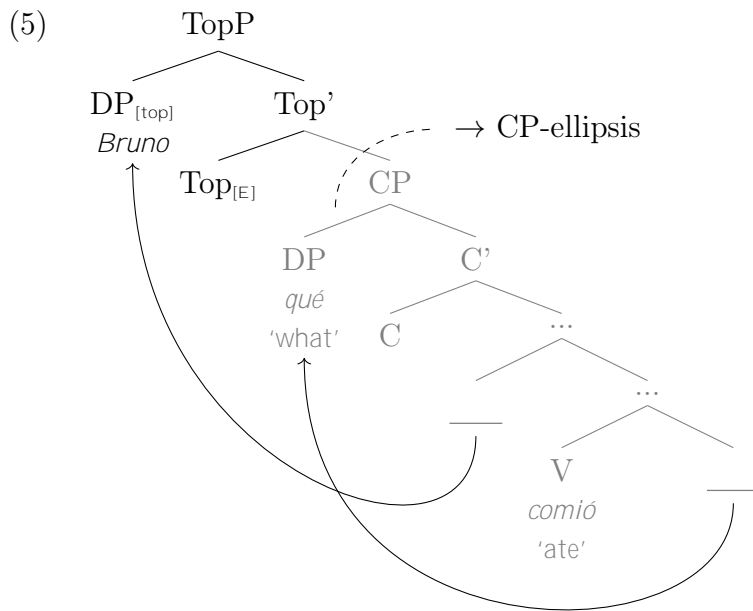 (5)
TopP
DP[top] Top'
Bruno
→ CP-ellipsis
Top[E] CP
DP C'
qué
'what' C ...
...
V
comió
'ate'